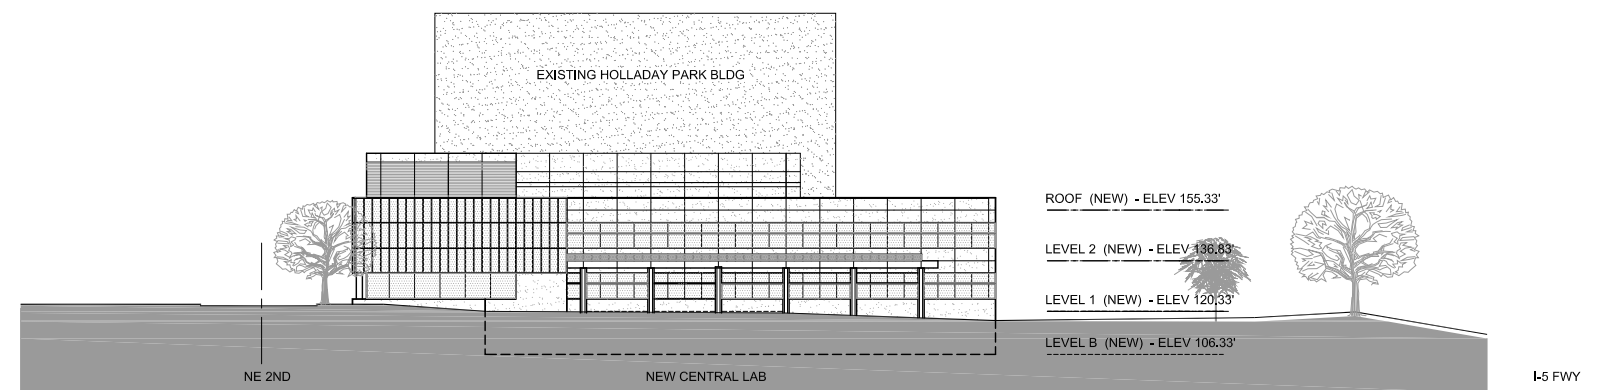 EXISTING HOLLADAY PARK BLDG
ROOF (NEW) - ELEV 155.33'
LEVEL 2 (NEW) - ELEV 136.83'
LEVEL 1 (NEW) - ELEV 120.33'
LEVEL B (NEW) - ELEV 106.33'
NE 2ND
NEW CENTRAL LAB
I-5 FWY